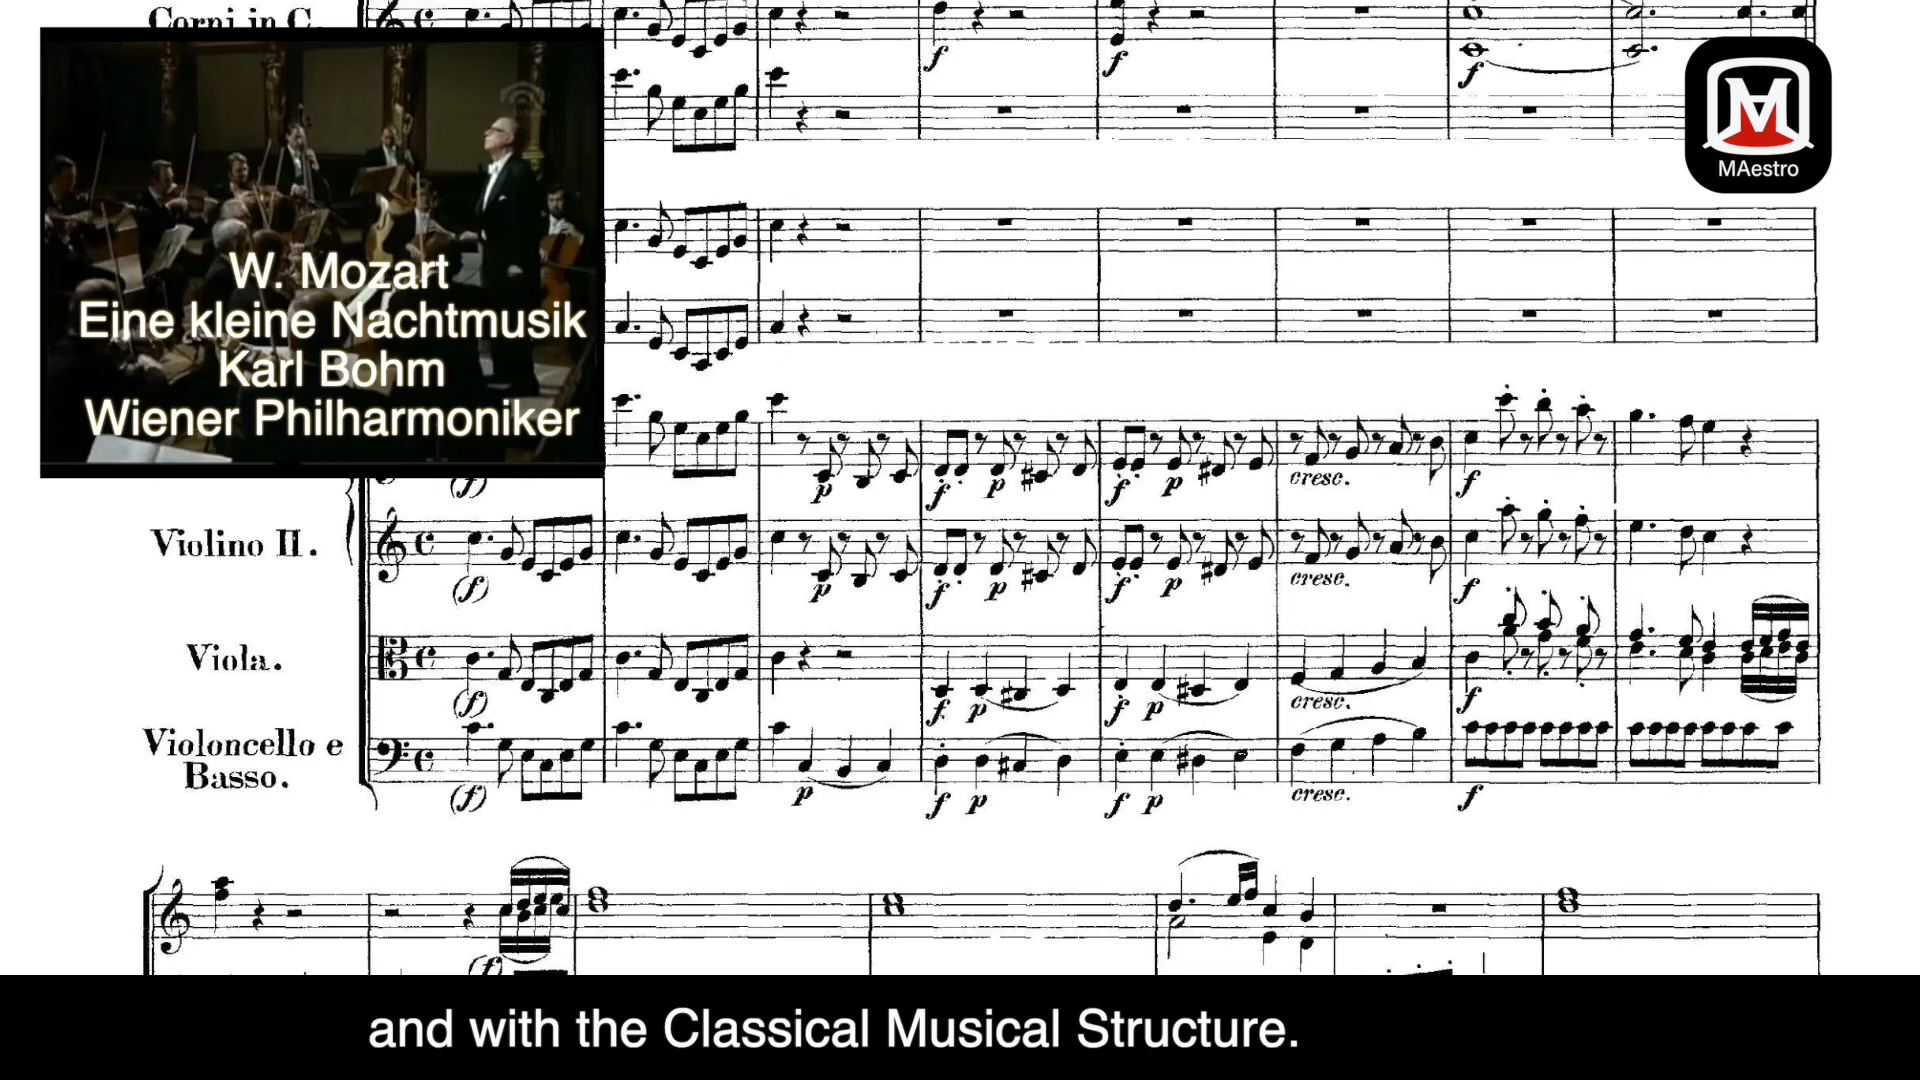 Corni in C.
W. Mozart
Eine kleine Nachtmusik
Karl Bohm
Wiener Philharmoniker
MAestro
f
f
f
(f)
p
f
p
f
p
cresc.
f
Violino II.
(f)
p
f
p
f
p
cresc.
f
Viola.
(f)
f
p
f
p
cresc.
f
Violoncello e
Basso.
(f)
p
f
p
f
p
cresc.
f
(f)
and with the Classical Musical Structure.